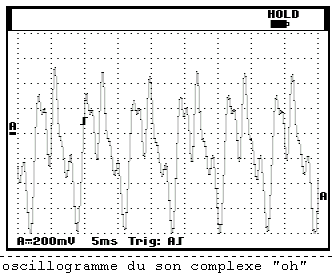 HOLD
A
A
A=200mV 5ms Trig: A∫
oscillogramme du son complexe "oh"